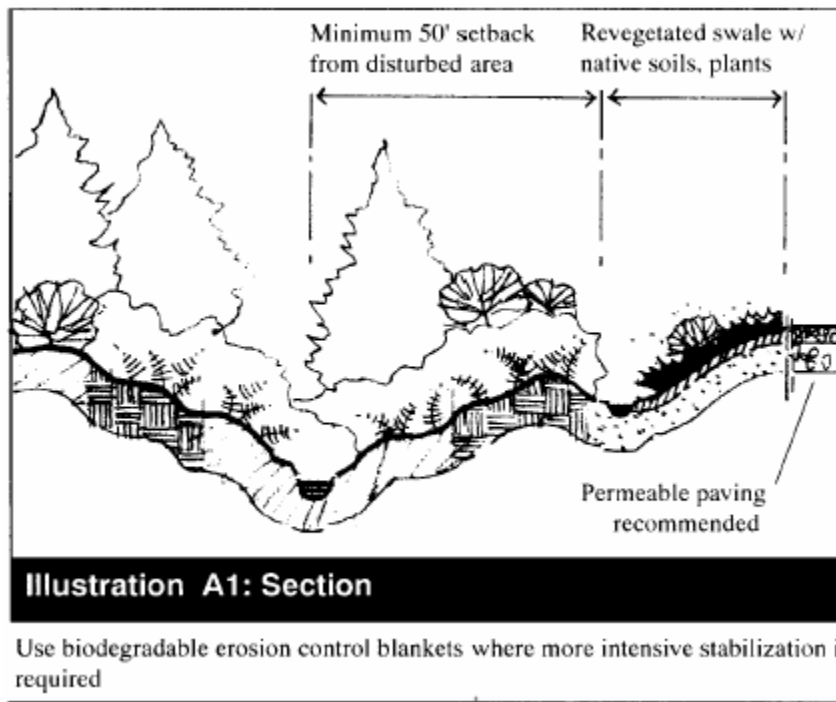 Minimum 50' setback
from disturbed area
Revegetated swale w/
native soils, plants
Permeable paving
recommended
Illustration A1: Section
Use biodegradable erosion control blankets where more intensive stabilization i
required